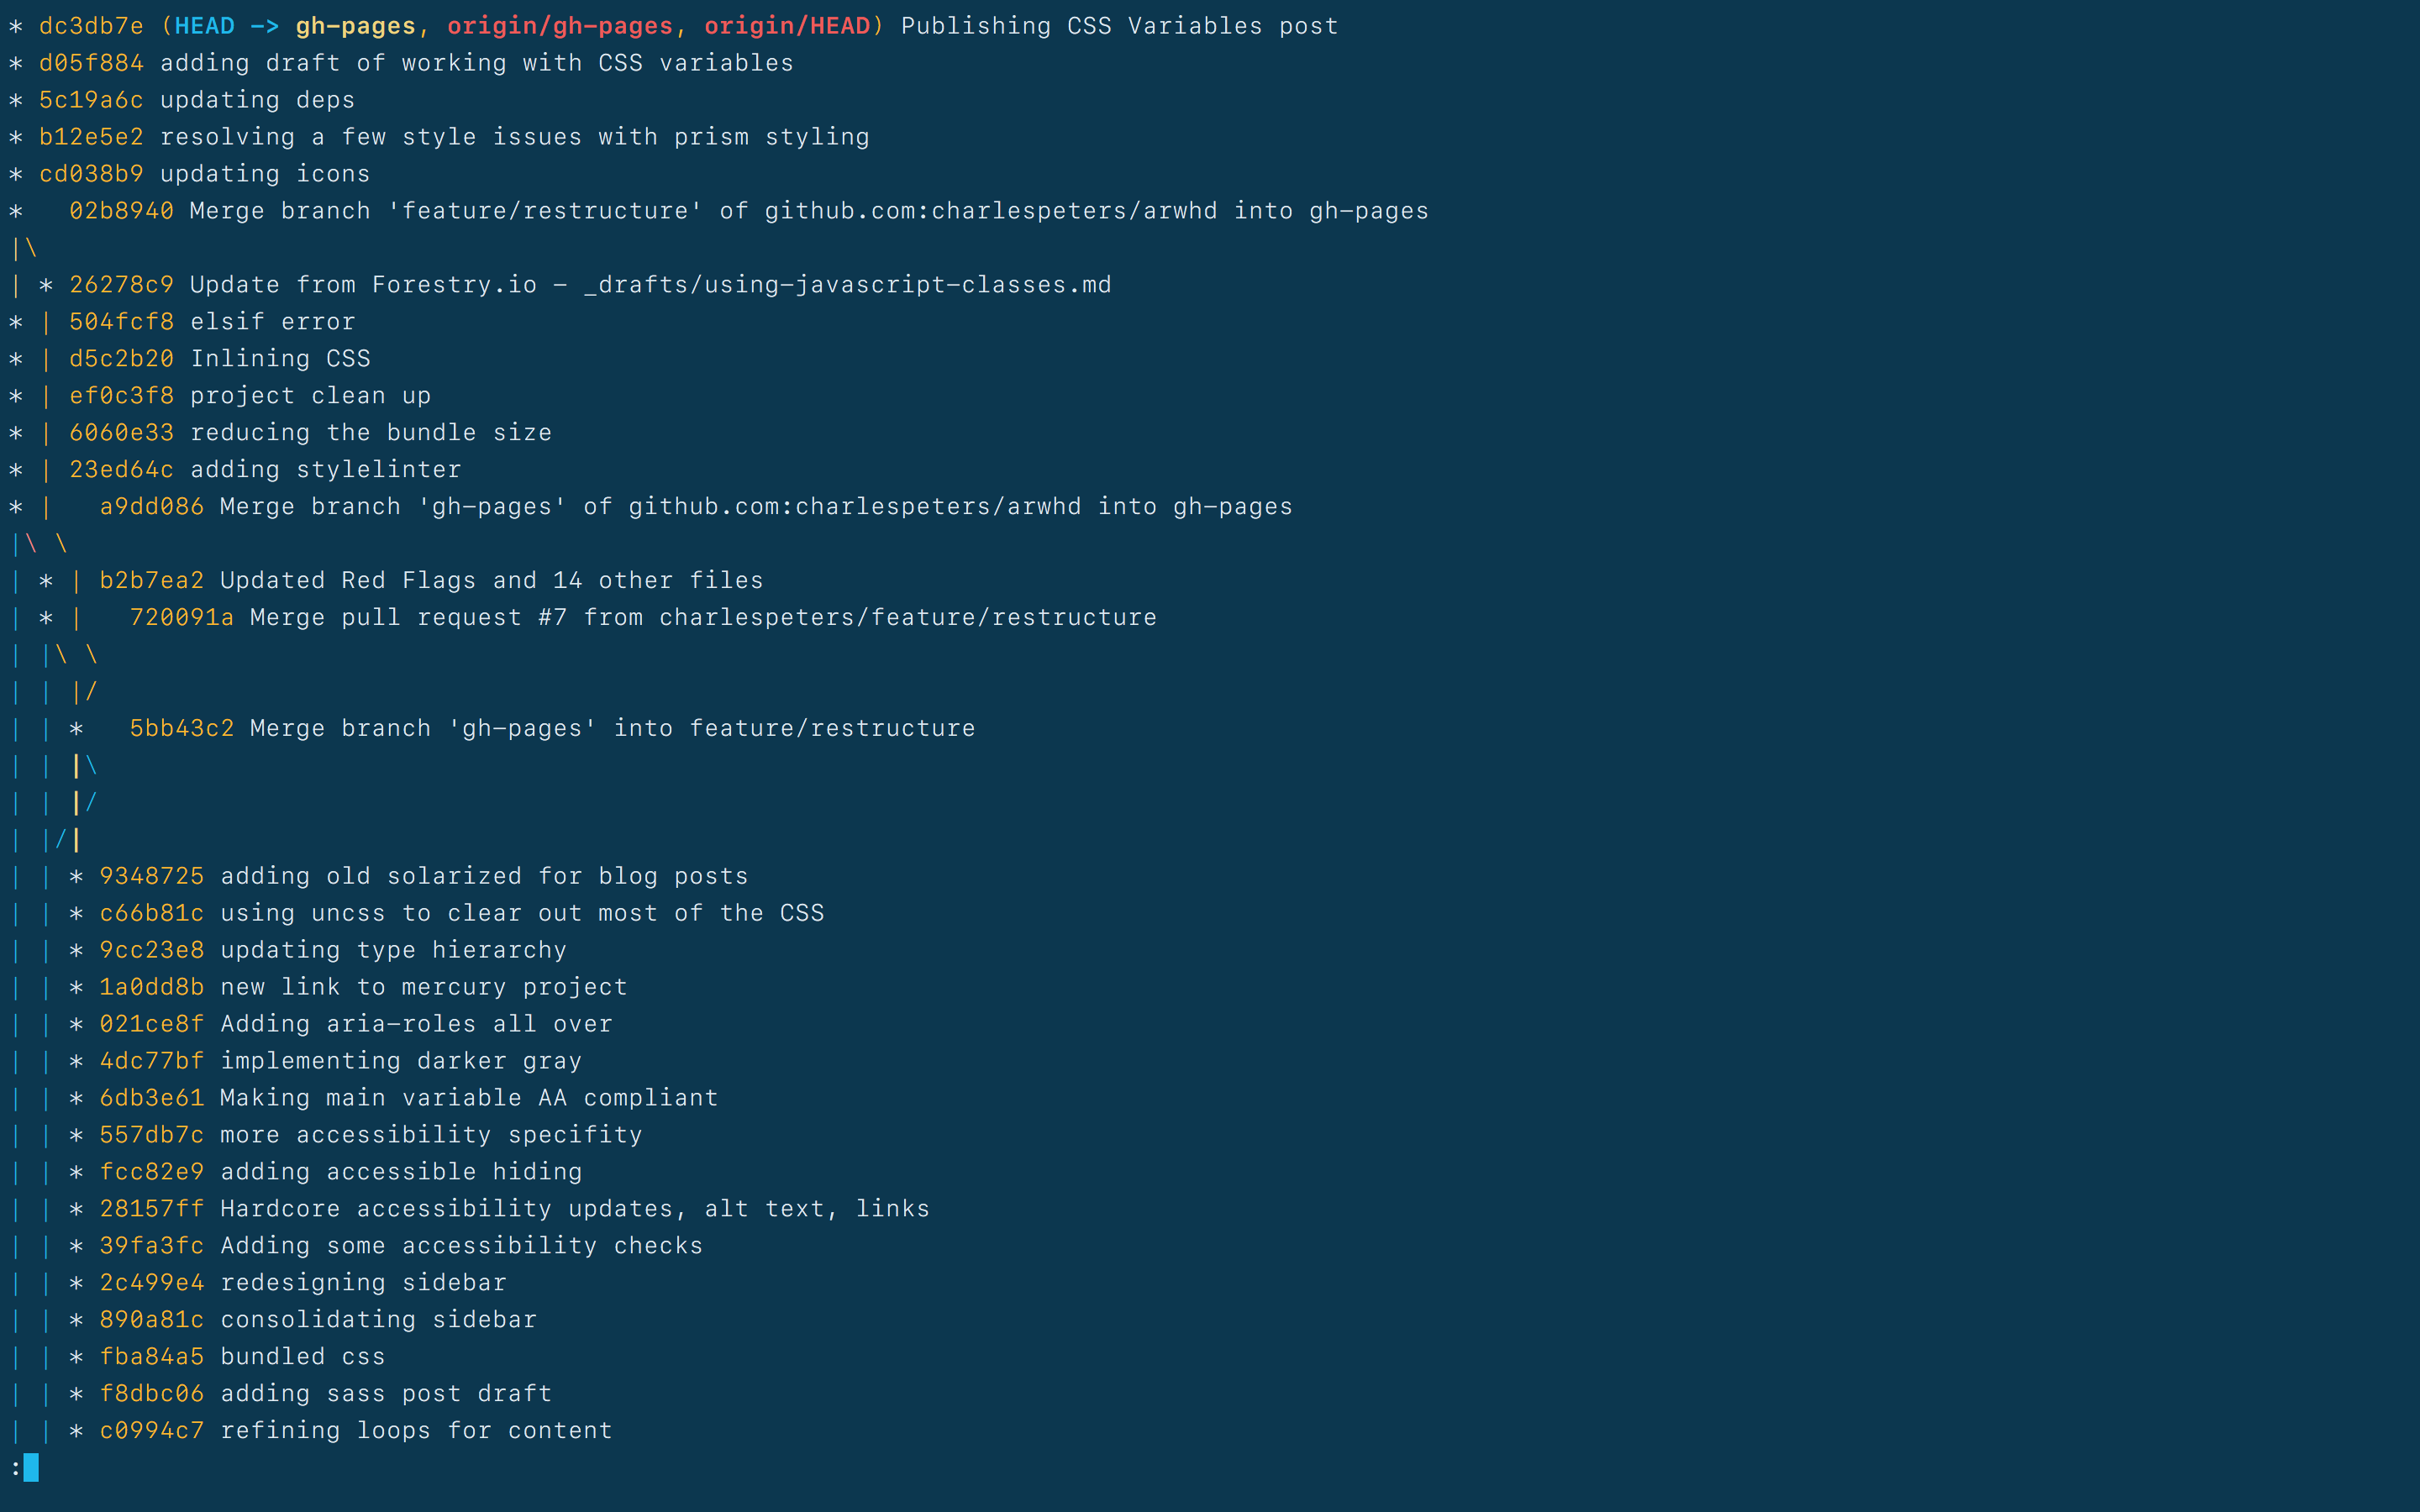 * dc3db7e (HEAD -> gh-pages, origin/gh-pages, origin/HEAD) Publishing CSS Variables post
* d05f884 adding draft of working with CSS variables
* 5c19a6c updating deps
* b12e5e2 resolving a few style issues with prism styling
* cd038b9 updating icons
*   02b8940 Merge branch 'feature/restructure' of github.com:charlespeters/arwhd into gh-pages
|\
| * 26278c9 Update from Forestry.io - _drafts/using-javascript-classes.md
* | 504fcf8 elsif error
* | d5c2b20 Inlining CSS
* | ef0c3f8 project clean up
* | 6060e33 reducing the bundle size
* | 23ed64c adding stylelinter
* |   a9dd086 Merge branch 'gh-pages' of github.com:charlespeters/arwhd into gh-pages
|\ \
| * | b2b7ea2 Updated Red Flags and 14 other files
| * |   720091a Merge pull request #7 from charlespeters/feature/restructure
| |\ \
| | |/
| | *   5bb43c2 Merge branch 'gh-pages' into feature/restructure
| | |\
| | |/
| |/|
| | * 9348725 adding old solarized for blog posts
| | * c66b81c using uncss to clear out most of the CSS
| | * 9cc23e8 updating type hierarchy
| | * 1a0dd8b new link to mercury project
| | * 021ce8f Adding aria-roles all over
| | * 4dc77bf implementing darker gray
| | * 6db3e61 Making main variable AA compliant
| | * 557db7c more accessibility specifity
| | * fcc82e9 adding accessible hiding
| | * 28157ff Hardcore accessibility updates, alt text, links
| | * 39fa3fc Adding some accessibility checks
| | * 2c499e4 redesigning sidebar
| | * 890a81c consolidating sidebar
| | * fba84a5 bundled css
| | * f8dbc06 adding sass post draft
| | * c0994c7 refining loops for content
: